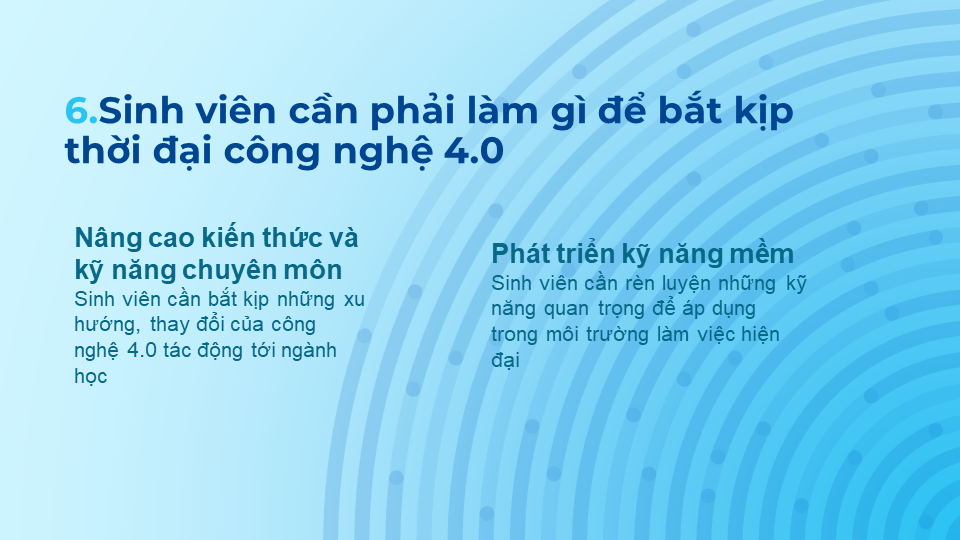 6.Sinh viên cần phải làm gì để bắt kịp
thời đại công nghệ 4.0
Nâng cao kiến thức và
kỹ năng chuyên môn
Sinh viên cần bắt kịp những xu
hướng, thay đổi của công
nghệ 4.0 tác động tới ngành
học
Phát triển kỹ năng mềm
Sinh viên cần rèn luyện những kỹ
năng quan trọng để áp dụng
trong môi trường làm việc hiện
đại